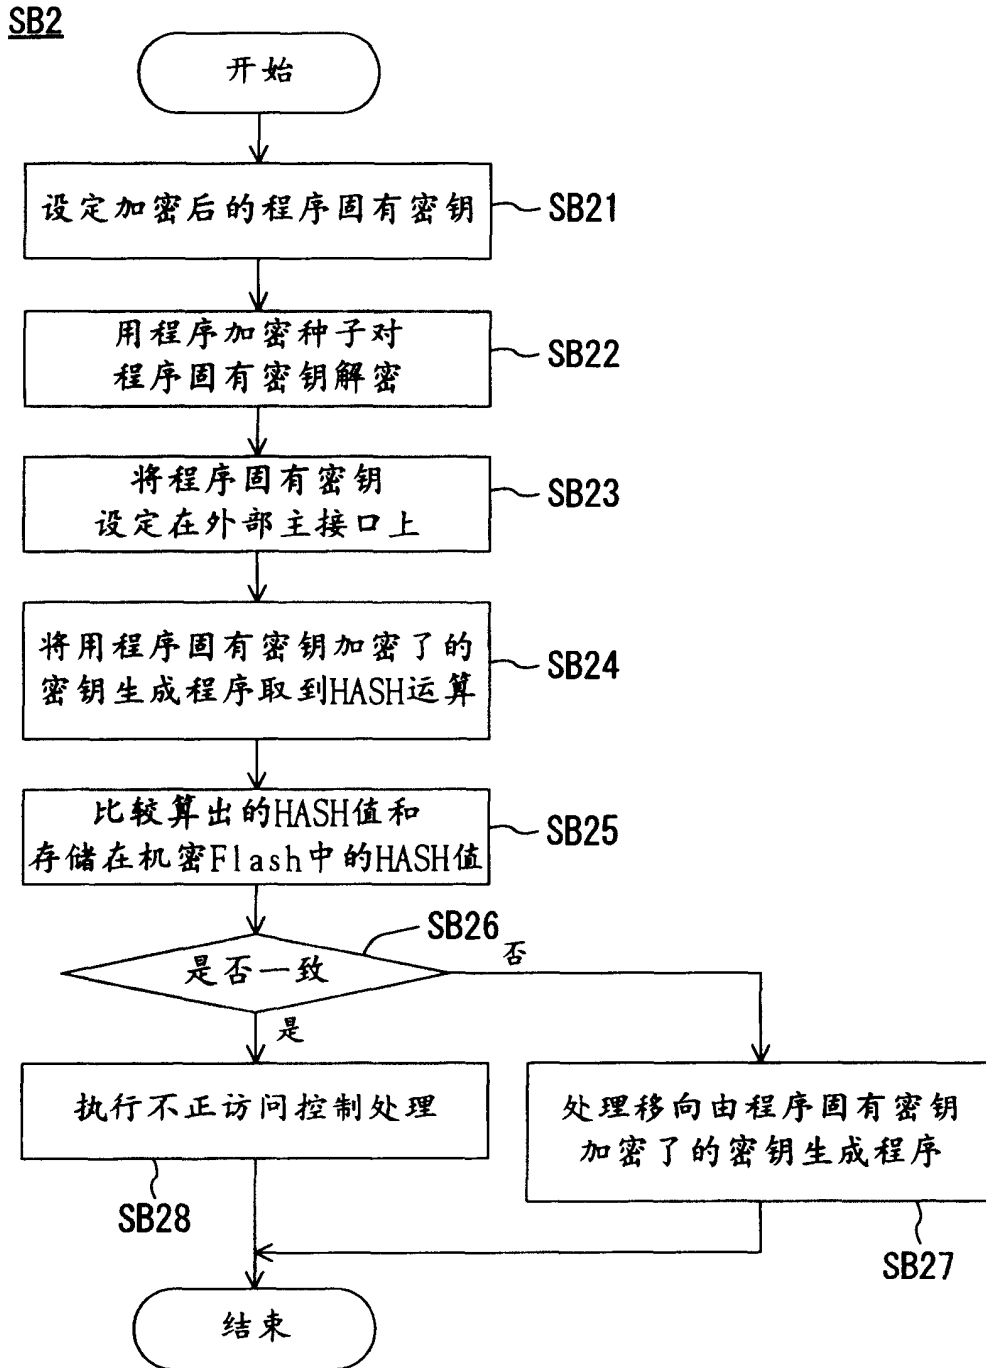 SB2
开始
设定加密后的程序固有密钥
SB21
用程序加密种子对
程序固有密钥解密
SB22
将程序固有密钥
设定在外部主接口上
SB23
将用程序固有密钥加密了的
密钥生成程序取到HASH运算
SB24
比较算出的HASH值和
存储在机密Flash中的HASH值
SB25
SB26
是否一致
否
是
执行不正访问控制处理
SB28
处理移向由程序固有密钥
加密了的密钥生成程序
SB27
结束